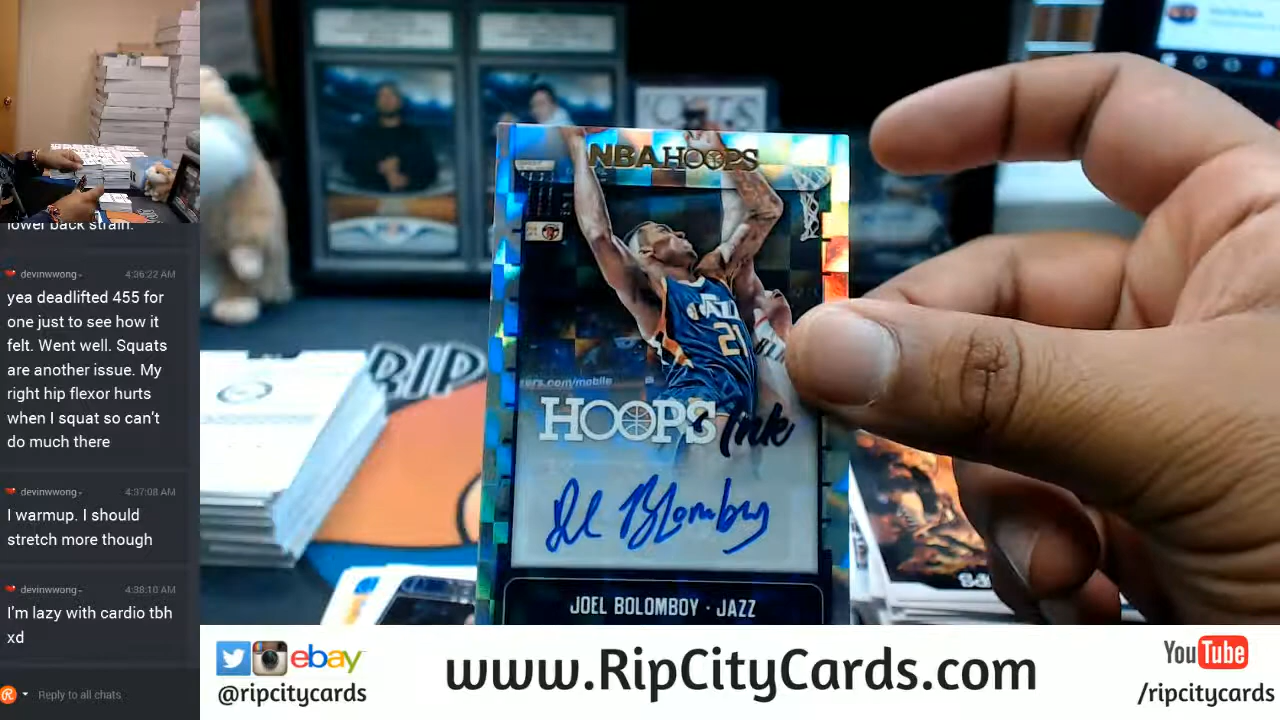 lower back strain.
devinwwong-
4:36:22 AM
yea deadlifted 455 for
one just to see how it
felt. Went well. Squats
are another issue. My
right hip flexor hurts
when I squat so can't
do much there
devinwwong-
4:37:08 AM
I warmup. I should
stretch more though
devinwwong-
4:38:10 AM
I'm lazy with cardio tbh
xd
Reply to all chats
NBA HOOPS
JAZZ
21
HOOPS Ink
Joel Bolomboy
JOEL BOLOMBOY · JAZZ
RIP
ebay
@ripcitycards
www.RipCityCards.com
YouTube
/ripcitycards